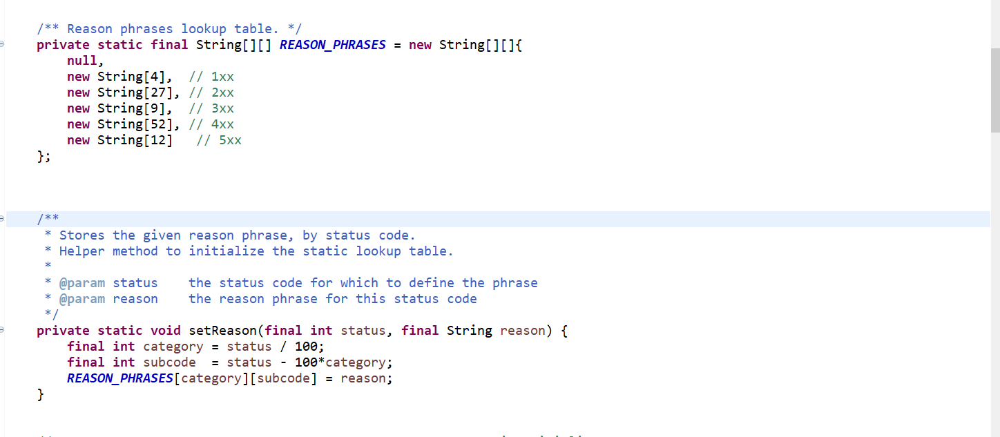 /** Reason phrases lookup table. */
private static final String[][] REASON_PHRASES = new String[][]{
    null,
    new String[4],  // 1xx
    new String[27], // 2xx
    new String[9],  // 3xx
    new String[52], // 4xx
    new String[12]   // 5xx
};
/**
 * Stores the given reason phrase, by status code.
 * Helper method to initialize the static lookup table.
 *
 * @param status    the status code for which to define the phrase
 * @param reason    the reason phrase for this status code
 */
private static void setReason(final int status, final String reason) {
    final int category = status / 100;
    final int subcode  = status - 100*category;
    REASON_PHRASES[category][subcode] = reason;
}